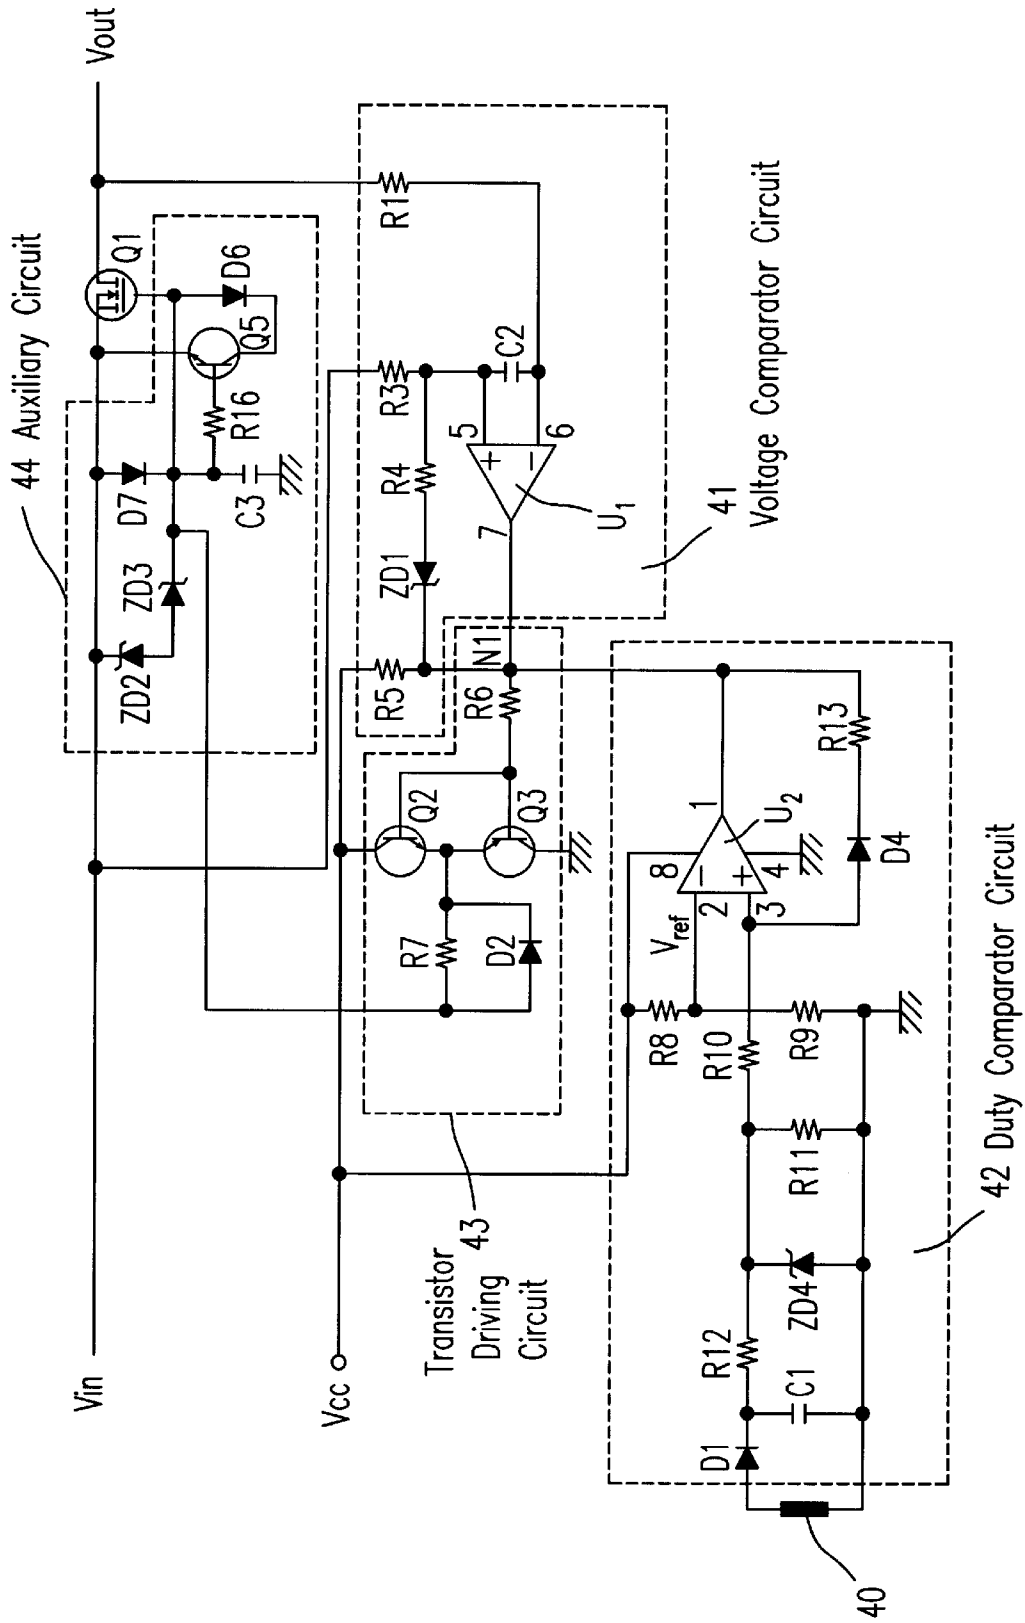 44 Auxiliary Circuit
Vin
Vout
ZD2
ZD3
D7
C3
R16
Q5
D6
Q1
Vcc
R5
ZD1
R4
R3
R1
C2
N1
7
5
+
6
−
U1
41
Voltage Comparator Circuit
Transistor
Driving
Circuit
43
R7
D2
Q2
Q3
R6
40
D1
C1
R12
ZD4
R11
R10
R8
R9
Vref
2
3
8
4
−
+
1
U2
D4
R13
42 Duty Comparator Circuit